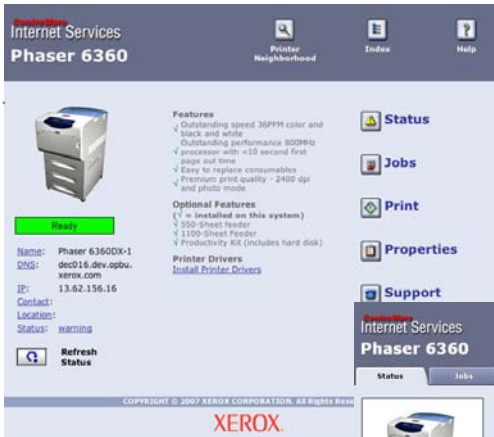 CentreWare
Internet Services
Phaser 6360
Printer
Neighborhood
Index
Help
Features
√ Outstanding speed 36PPM color and
black and white
Outstanding performance 800MHz
√ processor with <10 second first
page out time
√ Easy to replace consumables
√ Premium print quality - 2400 dpi
and photo mode
Optional Features
(√ = installed on this system)
√ 550-Sheet feeder
√ 1100-Sheet Feeder
√ Productivity Kit (includes hard disk)
Printer Drivers
Install Printer Drivers
Ready
Name: Phaser 6360DX-1
DNS: dec016.dev.opbu.
xerox.com
IP: 13.62.156.16
Contact:
Location:
Status: warning
Refresh
Status
Status
Jobs
Print
Properties
Support
CentreWare
Internet Services
Phaser 6360
Status Jobs
COPYRIGHT © 2007 XEROX CORPORATION. All Rights Rese
XEROX.